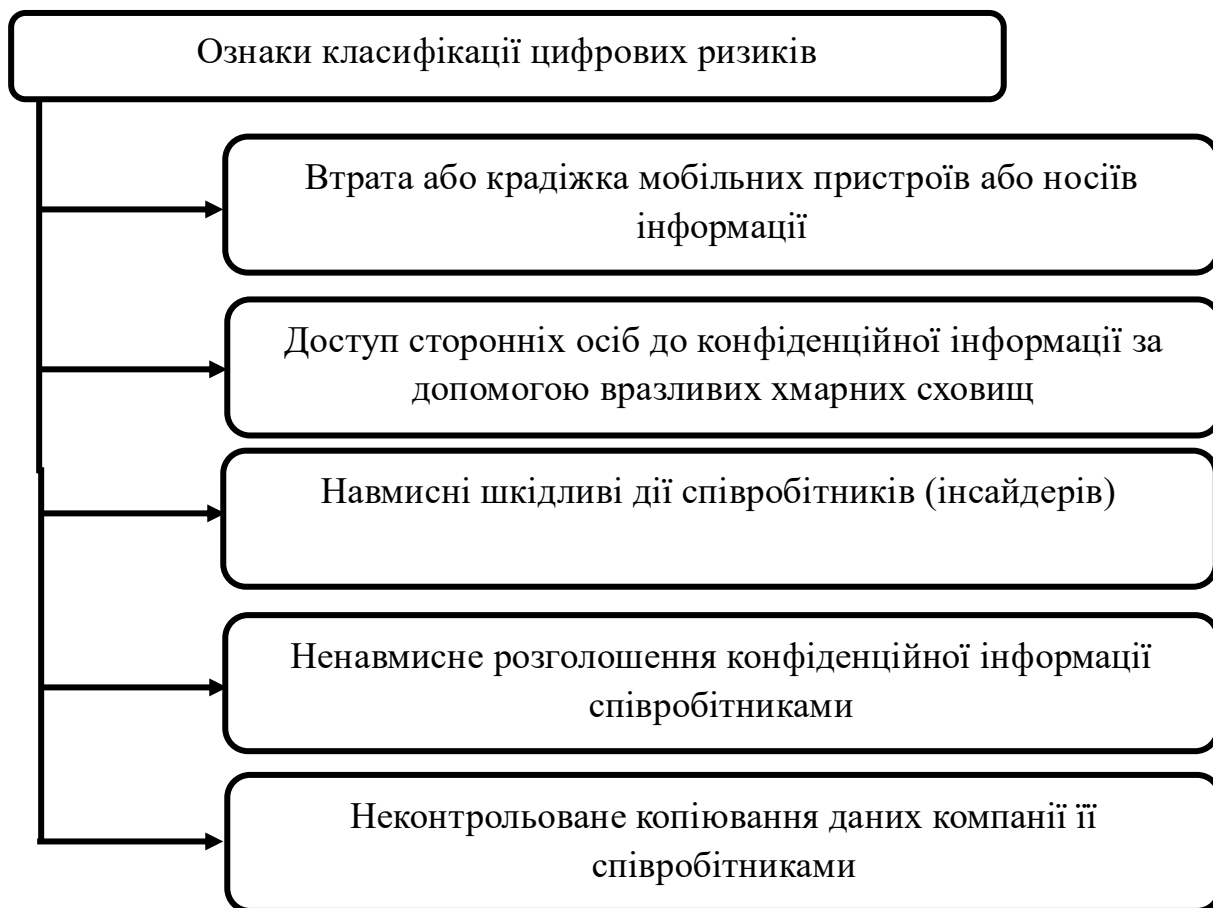 Ознаки класифікації цифрових ризиків
Втрата або крадіжка мобільних пристроїв або носіїв
інформації
Доступ сторонніх осіб до конфіденційної інформації за
допомогою вразливих хмарних сховищ
Навмисні шкідливі дії співробітників (інсайдерів)
Ненавмисне розголошення конфіденційної інформації
співробітниками
Неконтрольоване копіювання даних компанії її
співробітниками